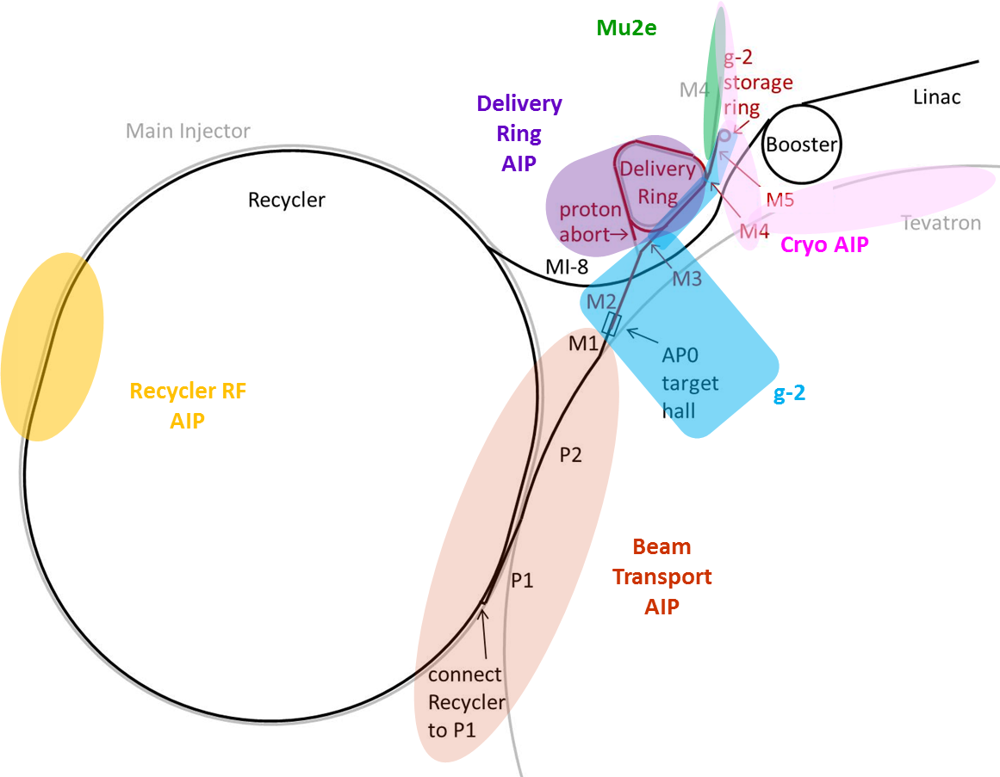 Mu2e
g-2
storage
ring
M4
Linac
Delivery
Ring
AIP
Main Injector
Booster
Recycler
Delivery
Ring
proton
abort
M5
M4
Tevatron
Cryo AIP
MI-8
M3
M2
M1
AP0
target
hall
g-2
Recycler RF
AIP
P2
Beam
Transport
AIP
P1
connect
Recycler
to P1